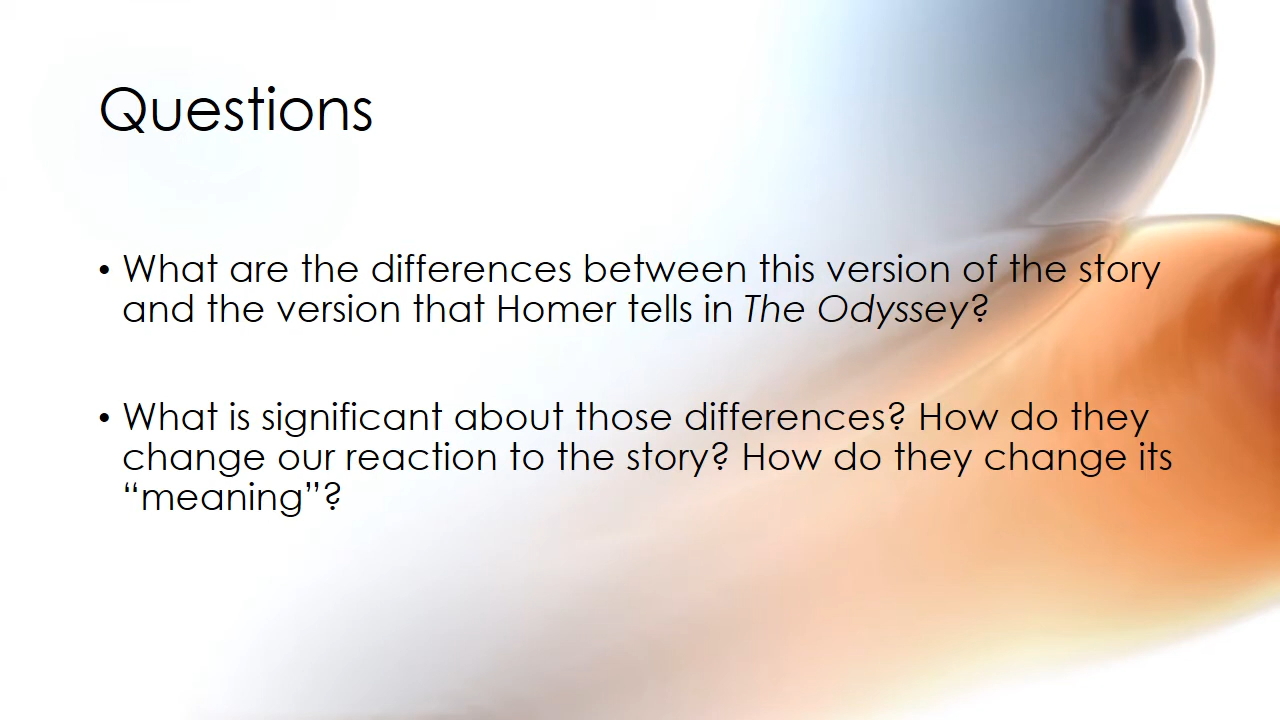 Questions
• What are the differences between this version of the story
and the version that Homer tells in The Odyssey?
• What is significant about those differences? How do they
change our reaction to the story? How do they change its
“meaning”?